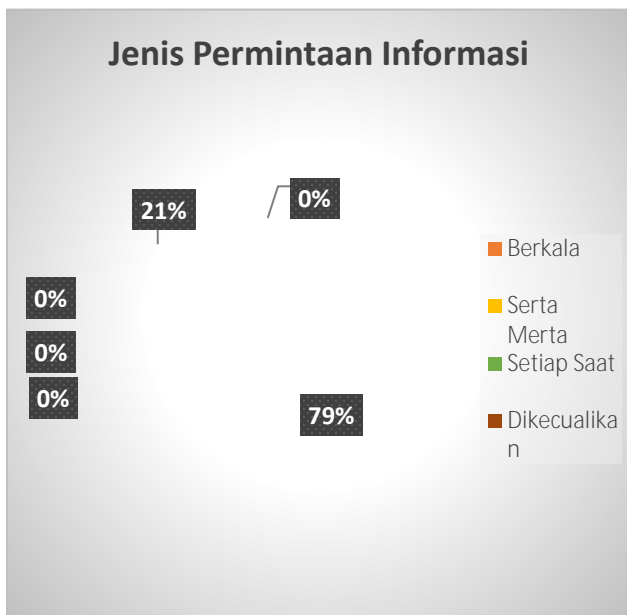 Jenis Permintaan Informasi
0%
21%
0%
0%
0%
79%
Berkala
Serta
Merta
Setiap Saat
Dikecualika
n